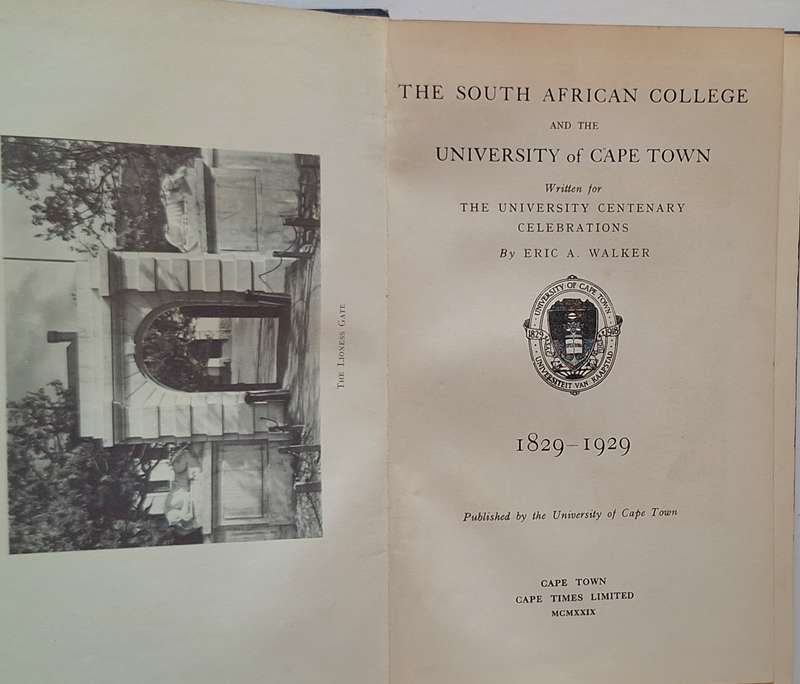 THE LIONESS GATE
THE SOUTH AFRICAN COLLEGE
AND THE
UNIVERSITY of CAPE TOWN
Written for
THE UNIVERSITY CENTENARY
CELEBRATIONS
By ERIC A. WALKER
UNIVERSITY OF CAPE TOWN
1829 1918
UNIVERSITEIT VAN KAAPSTAD
1829–1929
Published by the University of Cape Town
CAPE TOWN
CAPE TIMES LIMITED
MCMXXIX